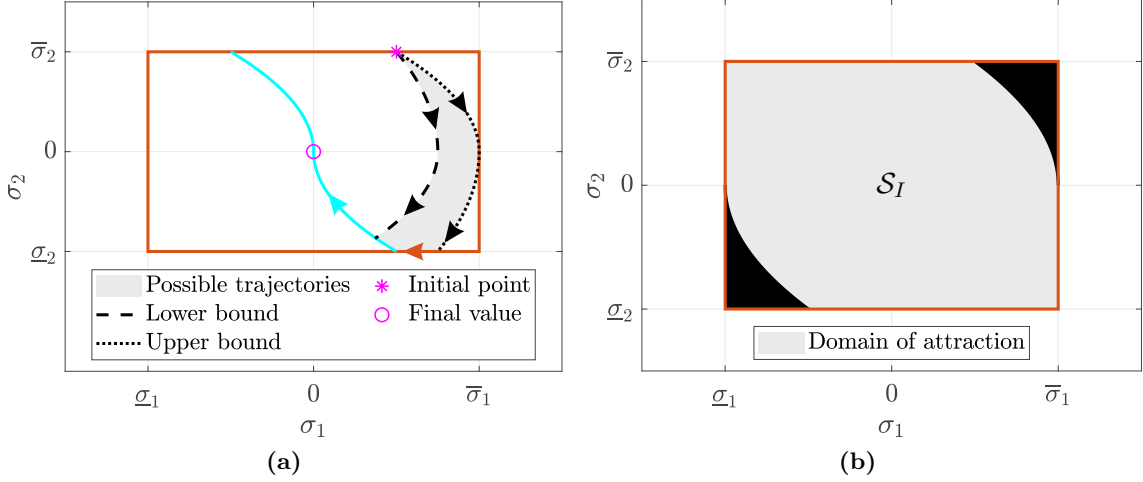 σ̅₂
0
σ̲₂
σ₂
Possible trajectories
Lower bound
Upper bound
Initial point
Final value
σ̲₁
0
σ̅₁
σ₁
(a)
σ̅₂
0
σ̲₂
σ₂
𝒮_I
Domain of attraction
σ̲₁
0
σ̅₁
σ₁
(b)